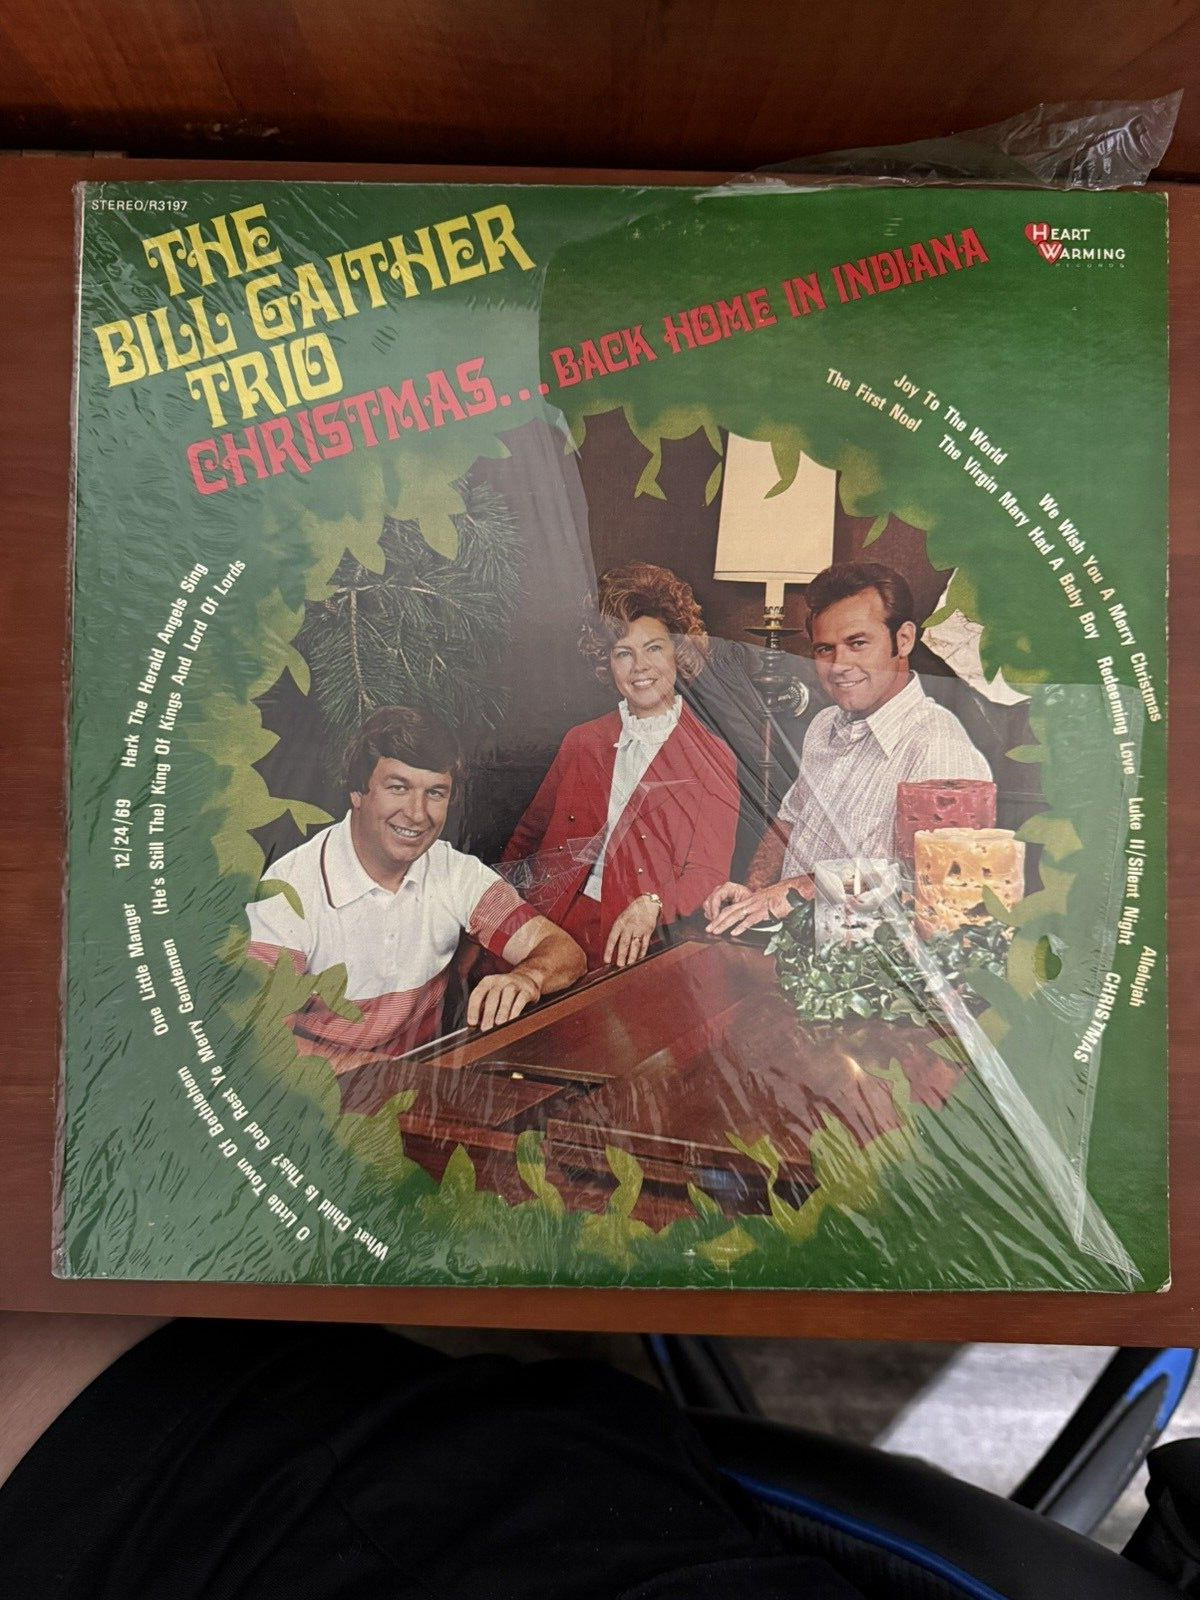 STEREO/R3197
THE
BILL GAITHER
TRIO
CHRISTMAS... BACK HOME IN INDIANA
HEART
WARMING
RECORDS
Joy To The World We Wish You A Merry Christmas
The First Noel The Virgin Mary Had A Baby Boy Redeeming Love Luke II/Silent Night Allelujah
CHRISTMAS
One Little Manger 12/24/69 Hark The Herald Angels Sing
(He's Still The) King Of Kings And Lord Of Lords
O Little Town Of Bethlehem
What Child Is This? God Rest Ye Merry Gentlemen